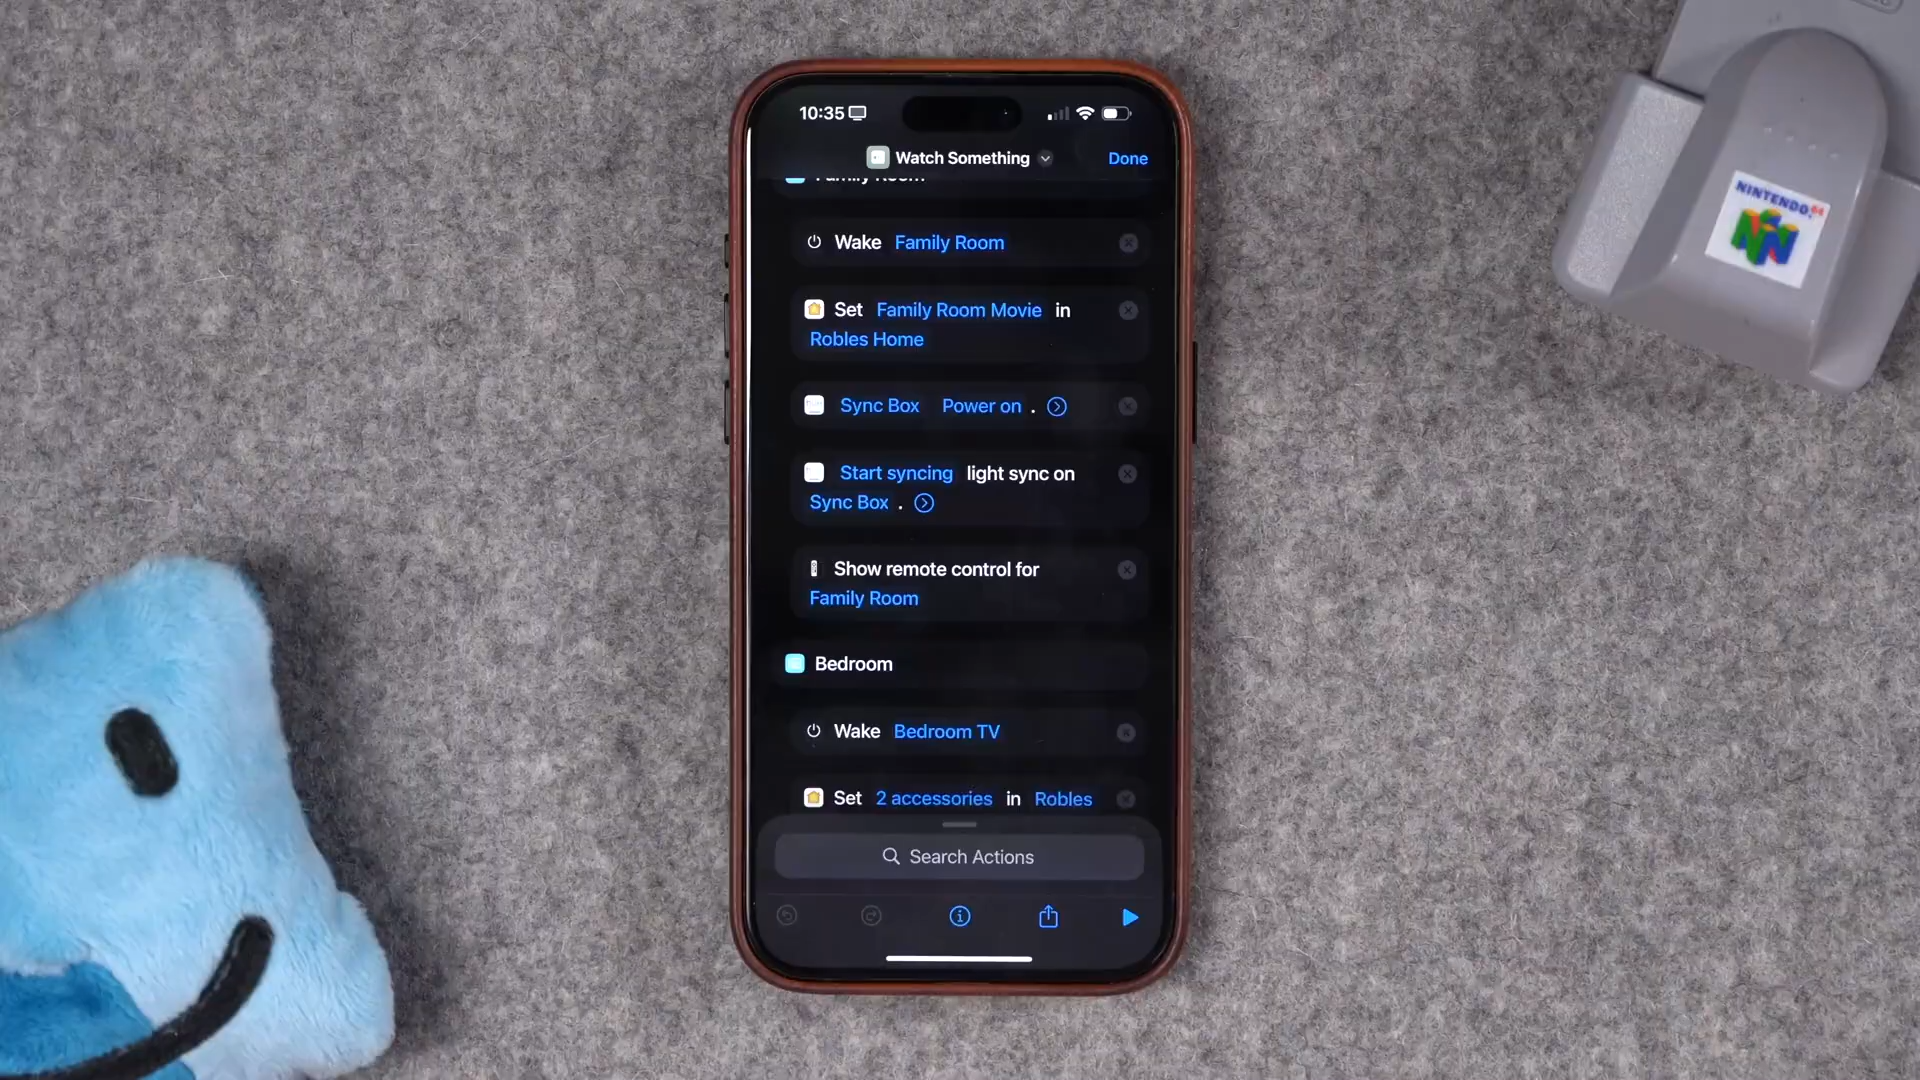 10:35
Watch Something
Done
Family Room
Wake Family Room
Set Family Room Movie in
Robles Home
Sync Box Power on .
Start syncing light sync on
Sync Box .
Show remote control for
Family Room
Bedroom
Wake Bedroom TV
Set 2 accessories in Robles
Search Actions
NINTENDO 64